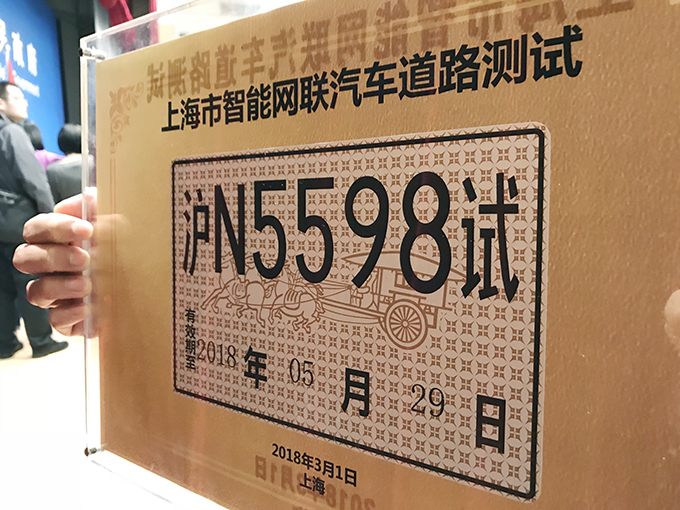 上海市智能网联汽车道路测试
沪N5598试
有效期至2018年05月29日
2018年3月1日
上海